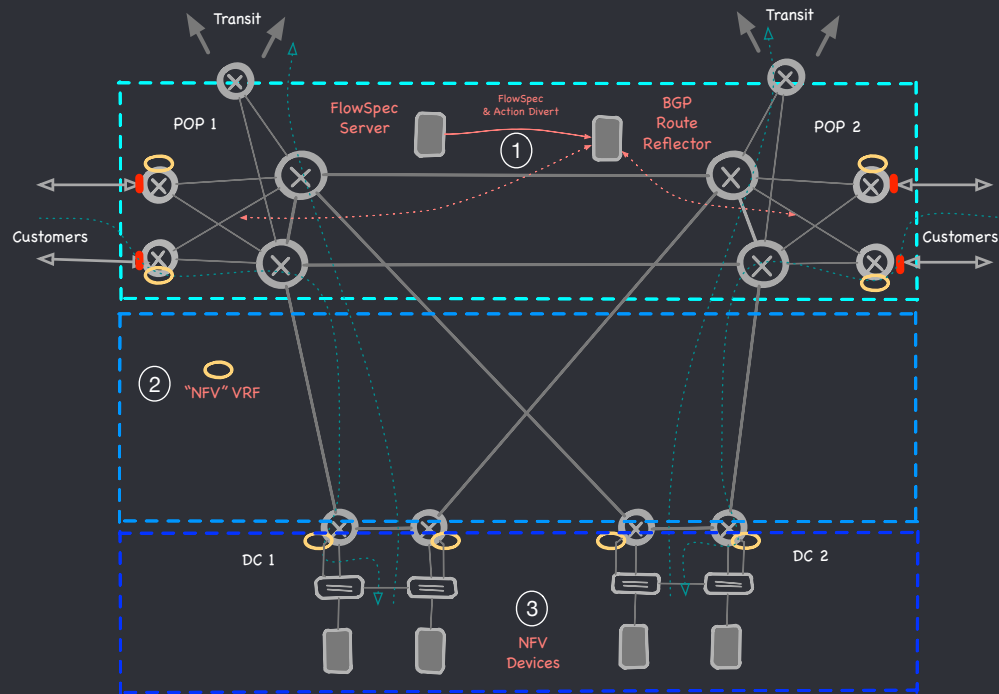 Transit
Transit
POP 1
FlowSpec
Server
FlowSpec
& Action Divert
1
BGP
Route
Reflector
POP 2
Customers
Customers
2
“NFV” VRF
DC 1
DC 2
3
NFV
Devices